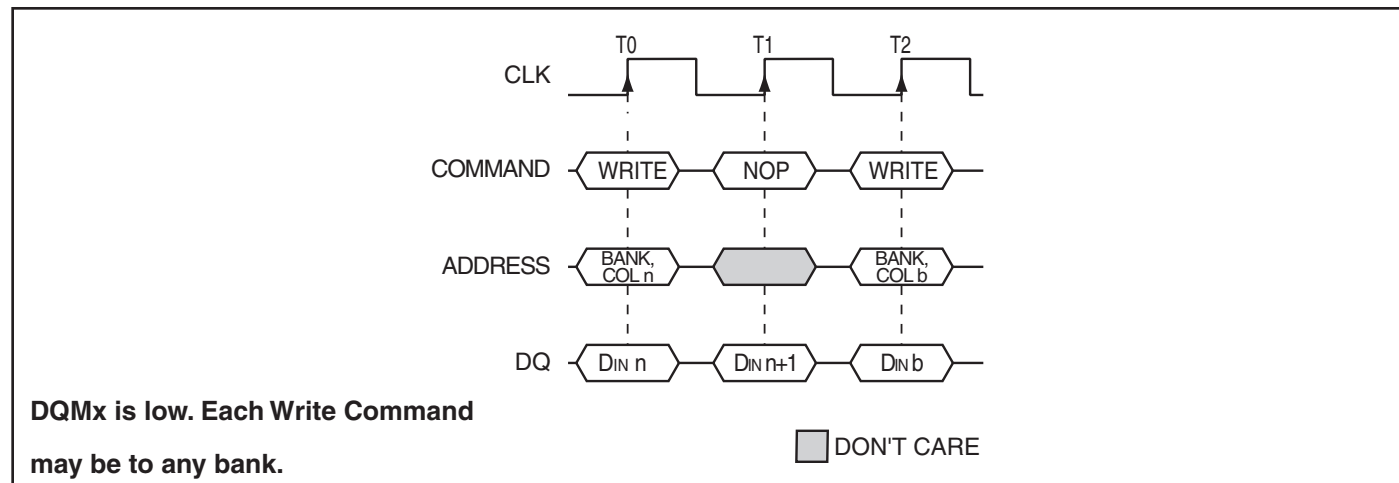 T0 T1 T2
CLK
COMMAND WRITE NOP WRITE
ADDRESS BANK, COL n BANK, COL b
DQ DIN n DIN n+1 DIN b
DQMx is low. Each Write Command
may be to any bank.
DON'T CARE